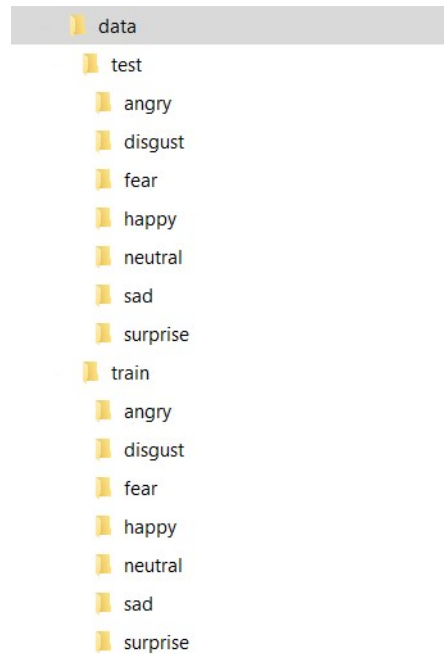 data
test
angry
disgust
fear
happy
neutral
sad
surprise
train
angry
disgust
fear
happy
neutral
sad
surprise